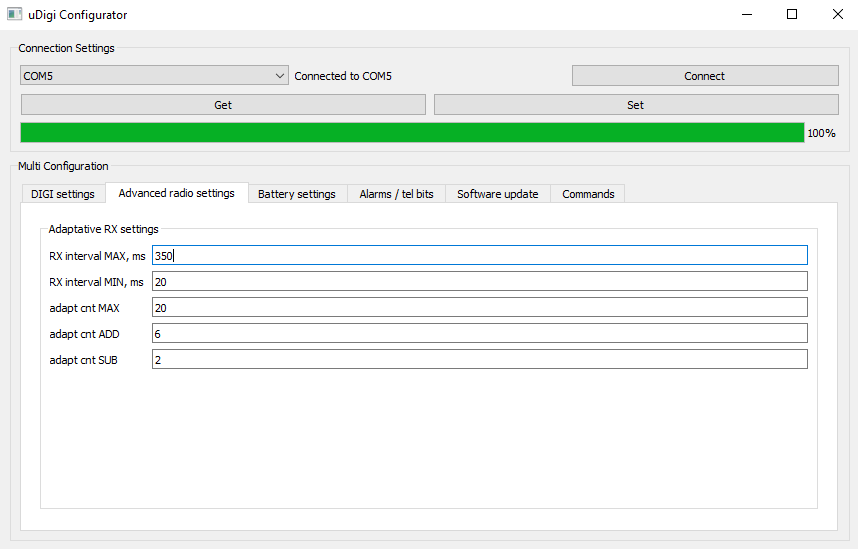 uDigi Configurator
Connection Settings
COM5 Connected to COM5 Connect
Get Set
100%
Multi Configuration
DIGI settings Advanced radio settings Battery settings Alarms / tel bits Software update Commands
Adaptative RX settings
RX interval MAX, ms 350
RX interval MIN, ms 20
adapt cnt MAX 20
adapt cnt ADD 6
adapt cnt SUB 2